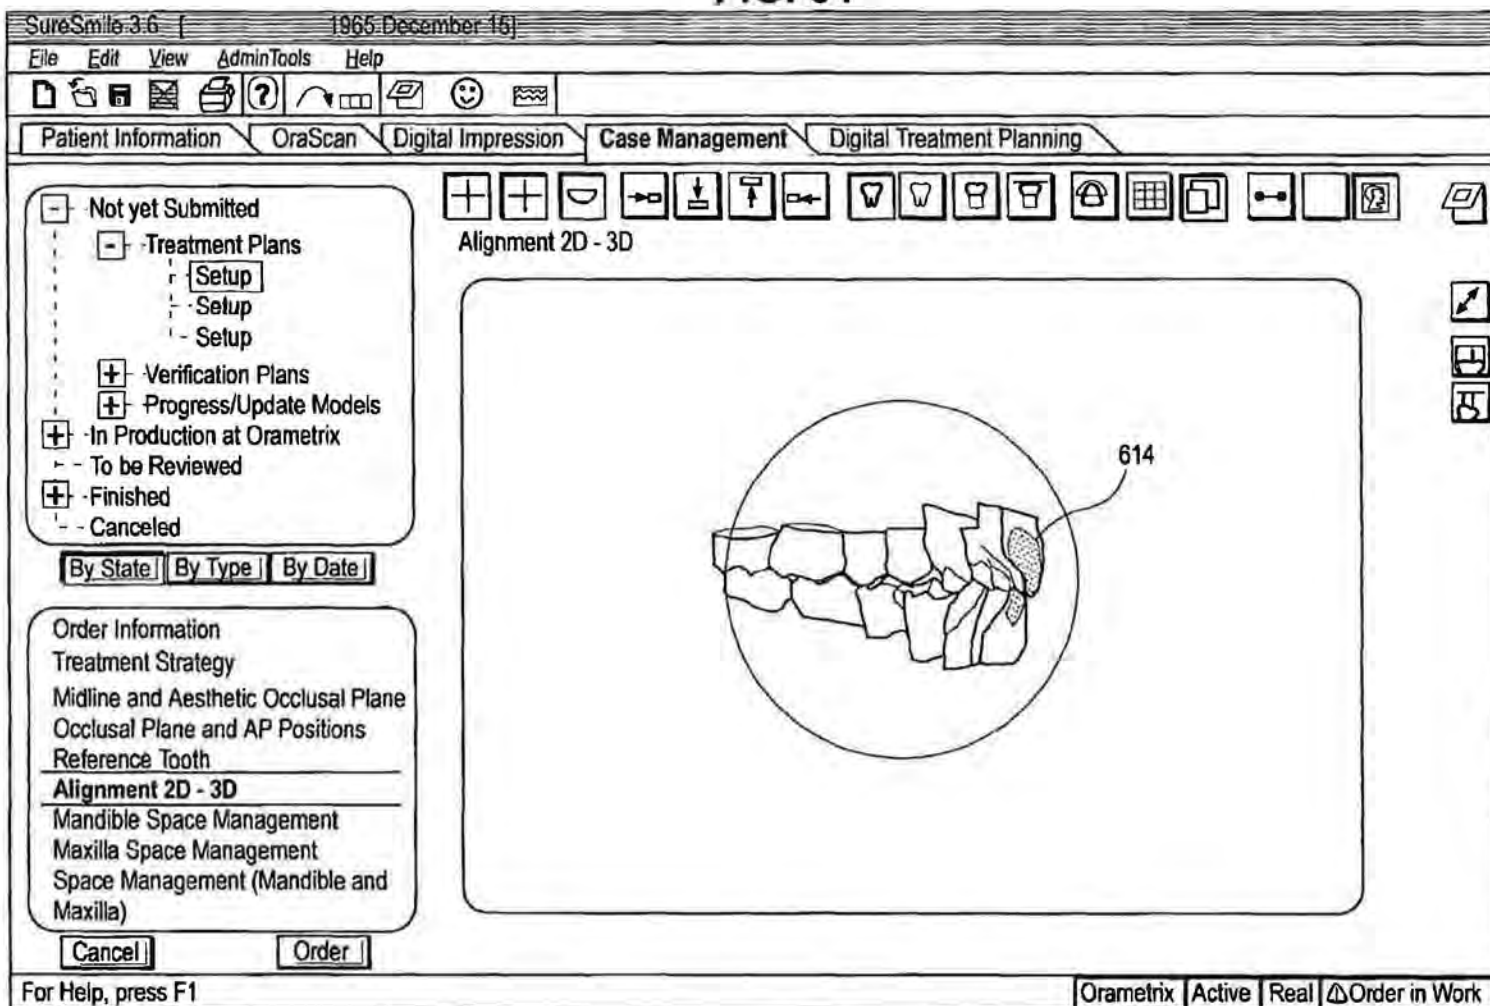 SureSmile 3.6 [ 1965 December 15]
File Edit View AdminTools Help
Patient Information OraScan Digital Impression Case Management Digital Treatment Planning
Not yet Submitted
Treatment Plans
Setup
Setup
Setup
Verification Plans
Progress/Update Models
In Production at Orametrix
To be Reviewed
Finished
Canceled
By State By Type By Date
Order Information
Treatment Strategy
Midline and Aesthetic Occlusal Plane
Occlusal Plane and AP Positions
Reference Tooth
Alignment 2D - 3D
Mandible Space Management
Maxilla Space Management
Space Management (Mandible and
Maxilla)
Cancel Order
Alignment 2D - 3D
614
For Help, press F1
Orametrix Active Real Order in Work